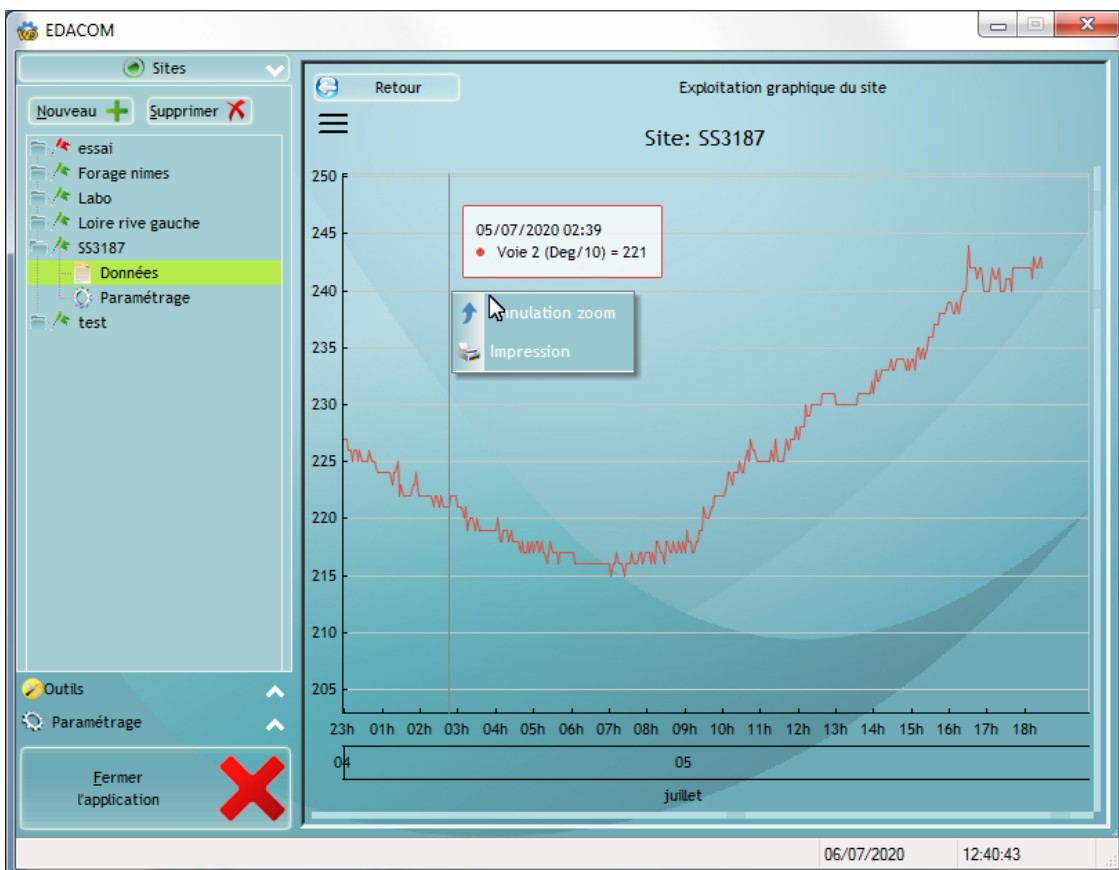 EDACOM
Sites
Nouveau
Supprimer
essai
Forage nimes
Labo
Loire rive gauche
SS3187
Données
Paramétrage
test
Outils
Paramétrage
Fermer
l'application
Retour
Exploitation graphique du site
Site: SS3187
250
245
240
235
230
225
220
215
210
205
05/07/2020 02:39
Voie 2 (Deg/10) = 221
zoom
Impression
23h 01h 02h 03h 04h 05h 06h 07h 08h 09h 10h 11h 12h 13h 14h 15h 16h 17h 18h
04 05
juillet
06/07/2020 12:40:43